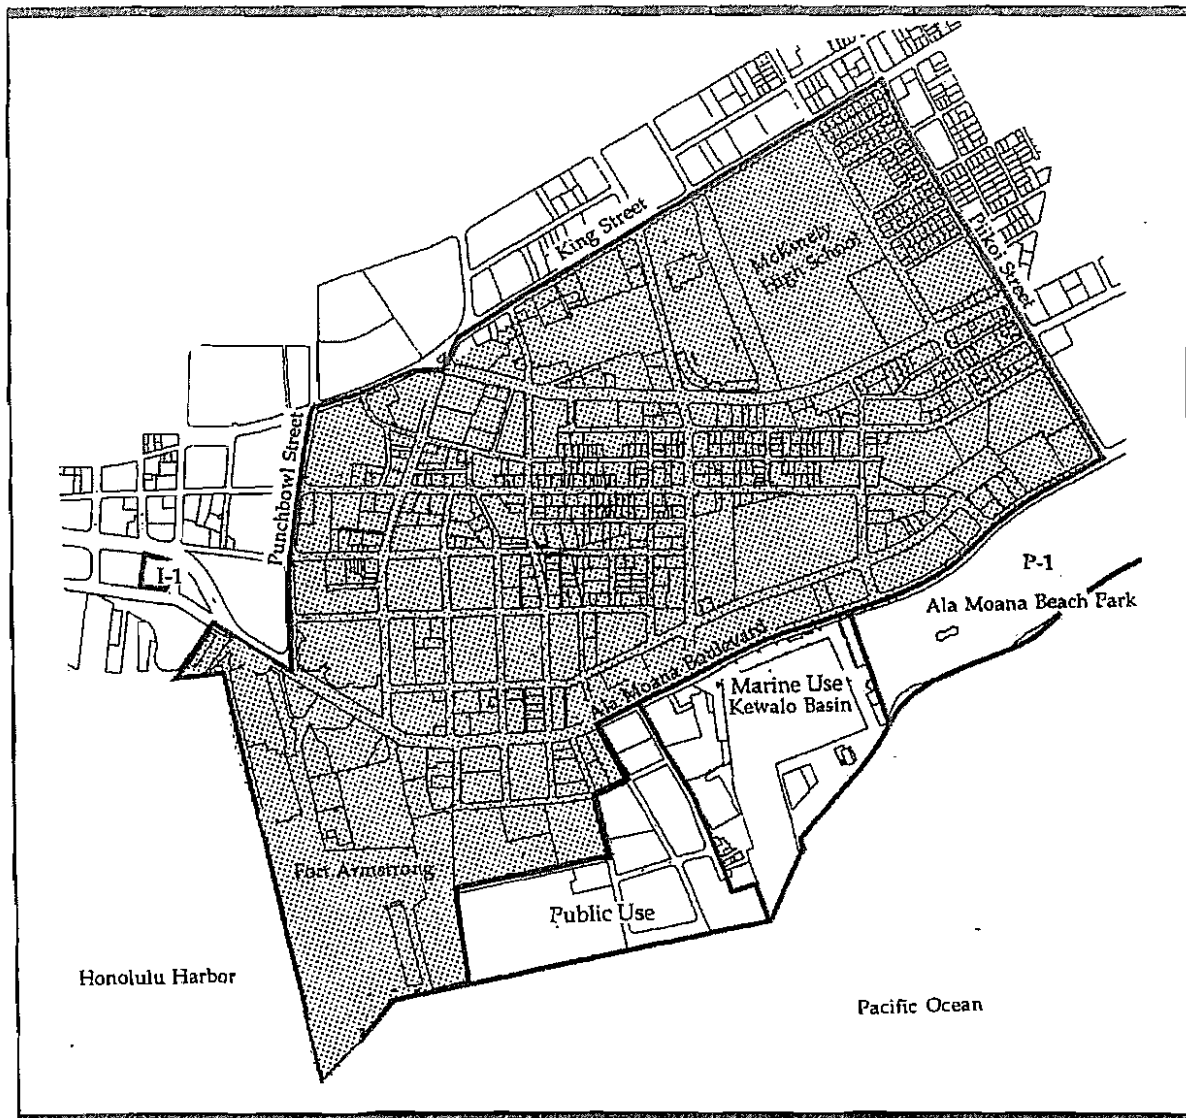 King Street
McKinely
High School
Piikoi Street
Punchbowl Street
I-1
P-1
Ala Moana Beach Park
Ala Moana Boulevard
Marine Use
Kewalo Basin
Fort Armstrong
Public Use
Honolulu Harbor
Pacific Ocean